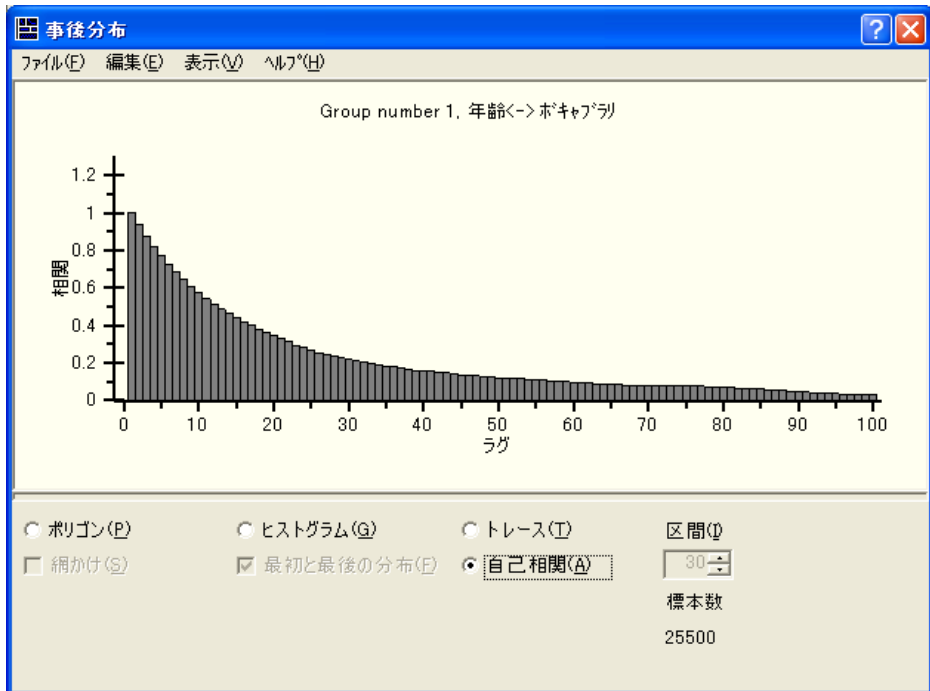 事後分布
ファイル(F) 編集(E) 表示(V) ヘルプ(H)
Group number 1, 年齢<->ボキャブラリ
1.2
1
0.8
0.6
0.4
0.2
0
相関
0 10 20 30 40 50 60 70 80 90 100
ラグ
ポリゴン(P) ヒストグラム(G) トレース(T) 区間(I)
網かけ(S) 最初と最後の分布(F) 自己相関(A) 30
標本数
25500